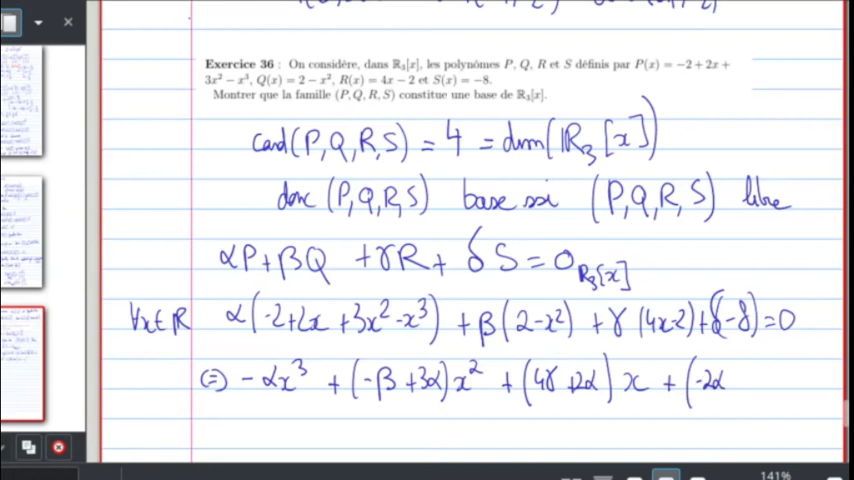 Exercice 36 : On considère, dans ℝ₃[x], les polynômes P, Q, R et S définis par P(x) = −2 + 2x +
3x² − x³, Q(x) = 2 − x², R(x) = 4x − 2 et S(x) = −8.
Montrer que la famille (P, Q, R, S) constitue une base de ℝ₃[x].
Card(P,Q,R,S) = 4 = dim(ℝ₃[x])
donc (P,Q,R,S) base ssi (P,Q,R,S) libre
αP+βQ +γR+ δS = 0 ℝ₃[x]
∀x∈ℝ α(-2+2x+3x²-x³) + β(2-x²) + γ(4x-2)+δ(-8)=0
(=) -αx³ + (-β+3α)x² + (4γ+2α)x + (-2α
141%